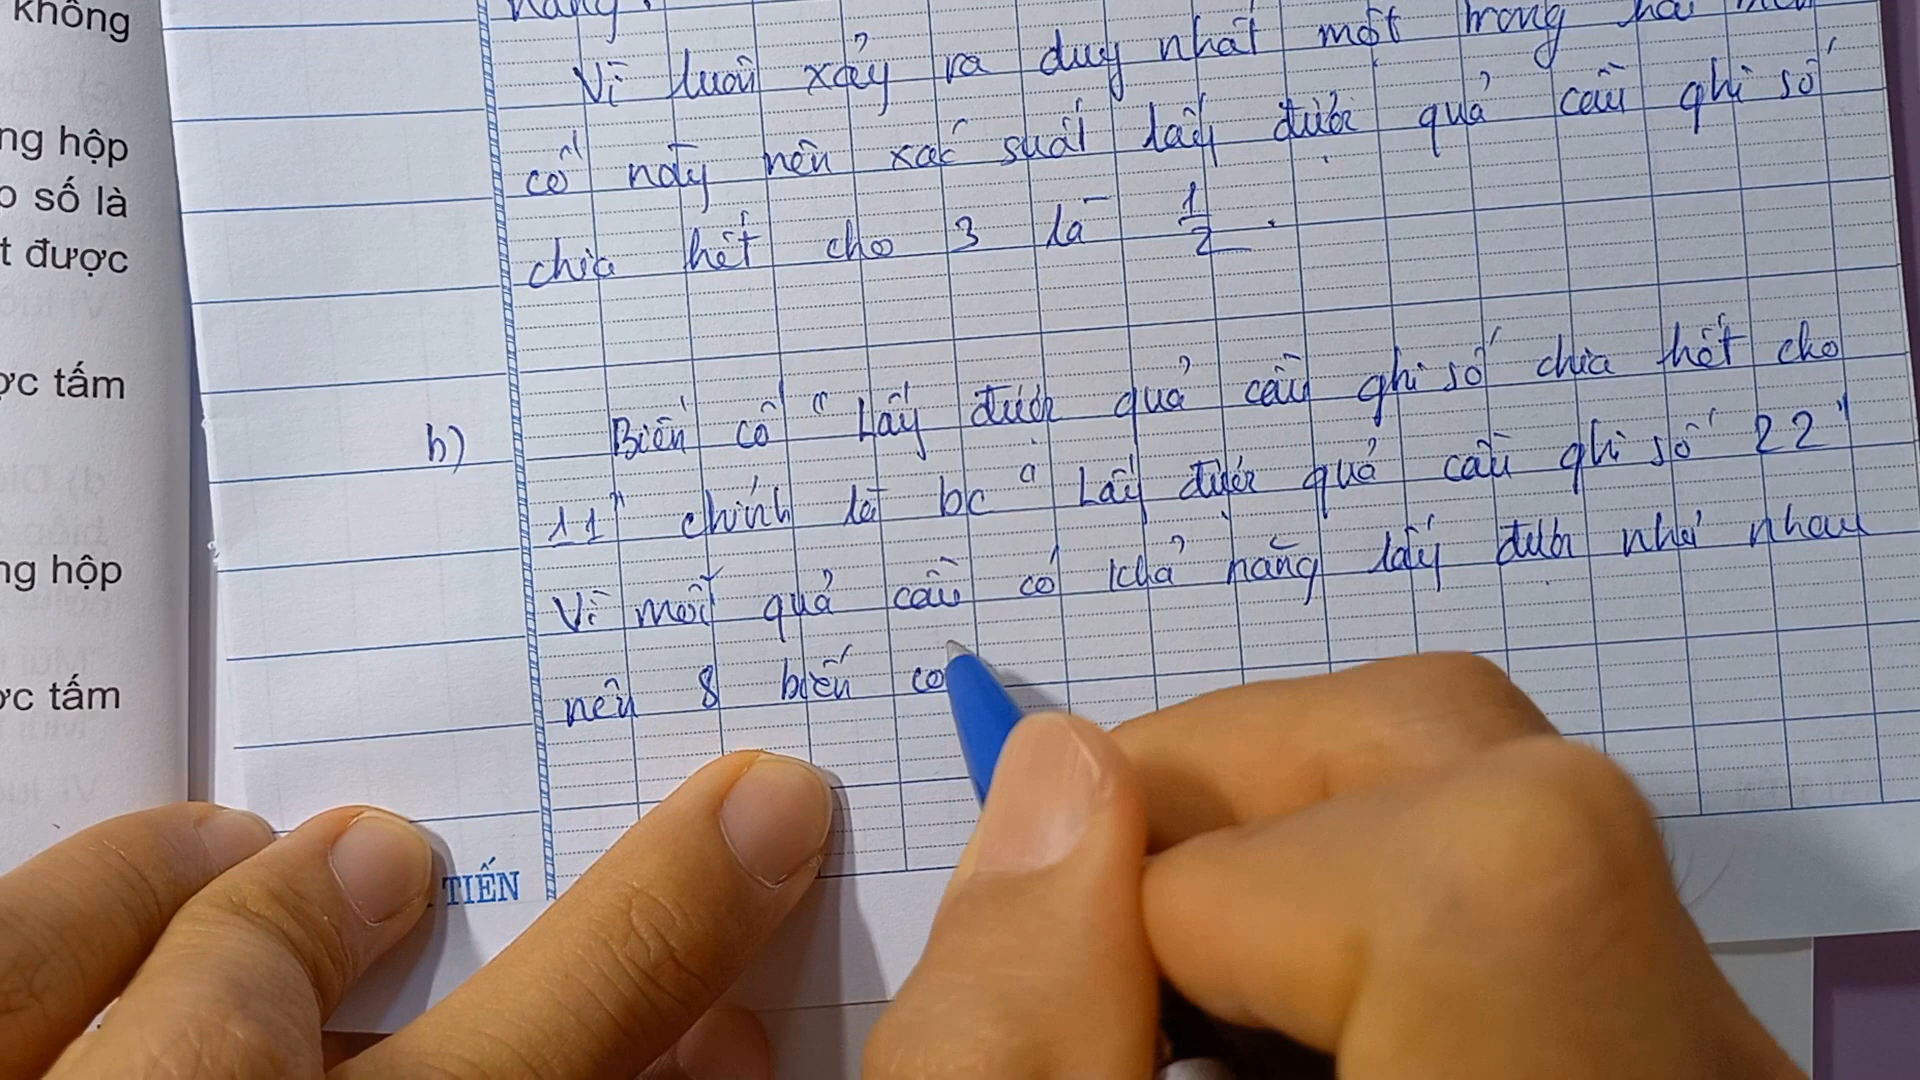 không
ng hộp
o số là
t được
ợc tấm
ng hộp
ợc tấm
Vì luôn xảy ra duy nhất một trong hai
cố này nên xác suất lấy được quả cầu ghi số
chia hết cho 3 là 1/2.
b) Biến cố "Lấy được quả cầu ghi số chia hết cho
11" chính là bc "Lấy được quả cầu ghi số 22"
Vì mỗi quả cầu có khả năng lấy được như nhau
nên 8 biến co
TIẾN